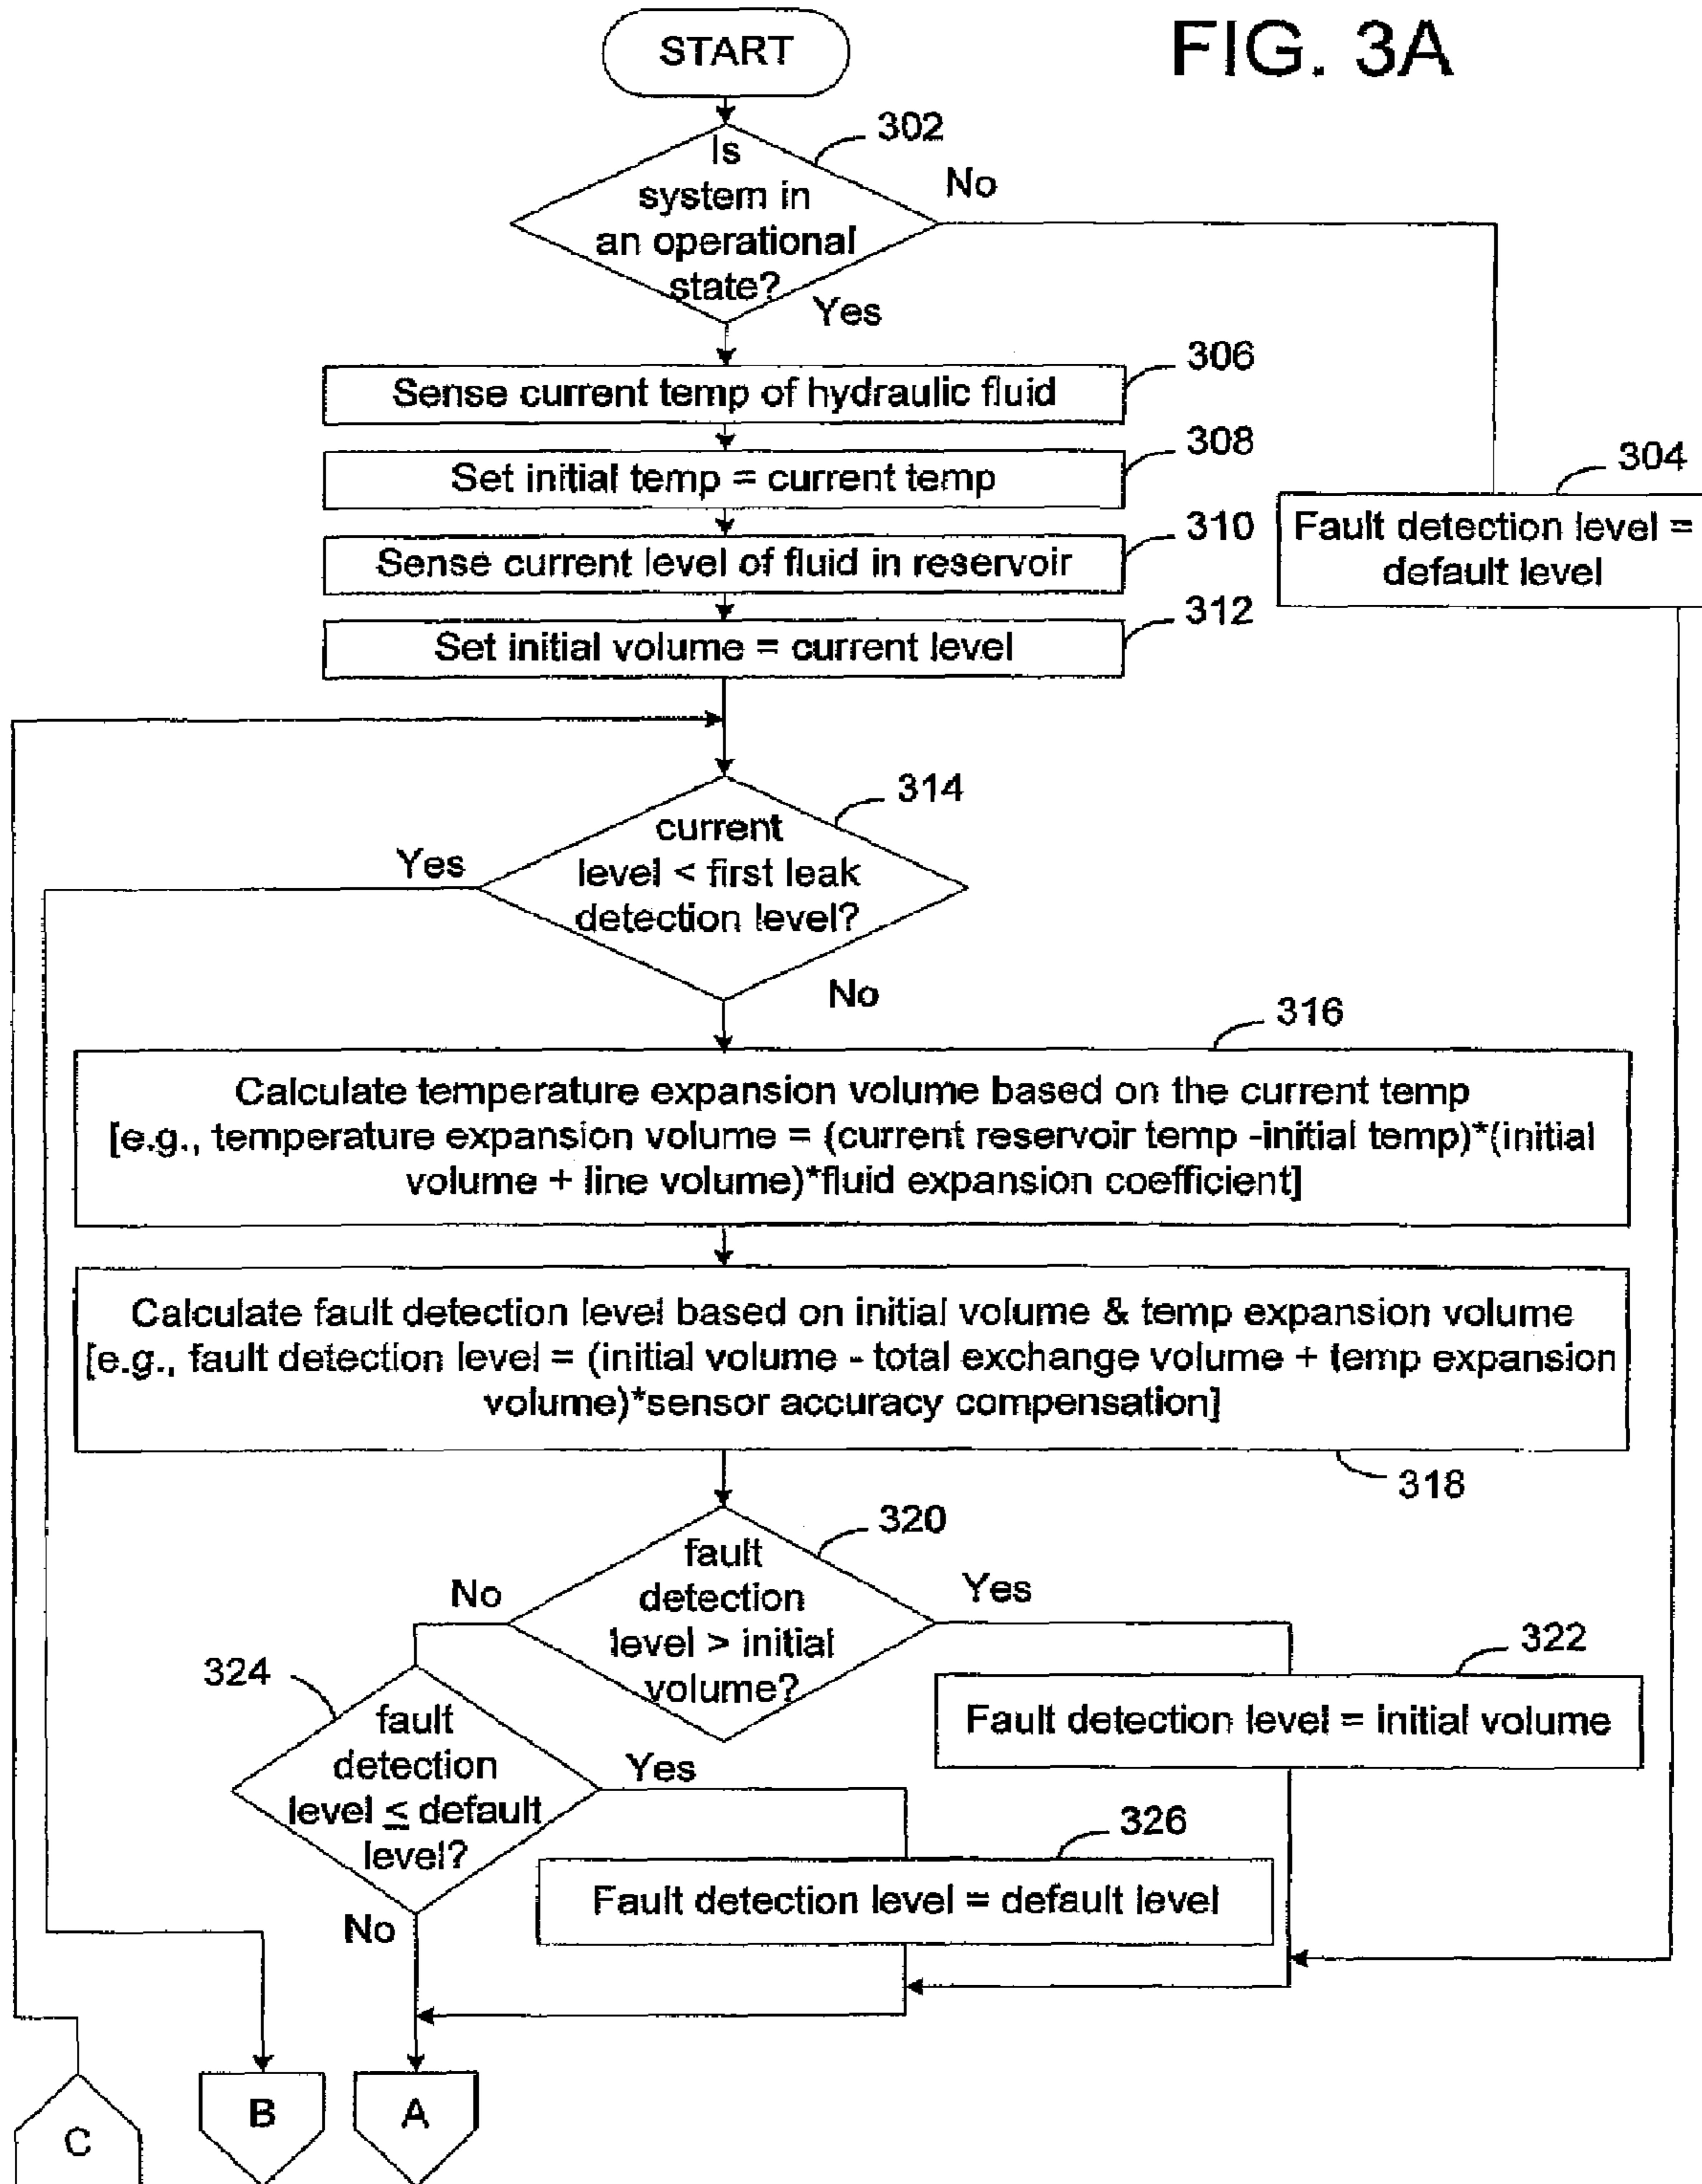 FIG. 3A
START
302
Is
system in
an operational
state?
No
Yes
306
Sense current temp of hydraulic fluid
308
Set initial temp = current temp
304
Fault detection level =
default level
310
Sense current level of fluid in reservoir
312
Set initial volume = current level
314
current
level < first leak
detection level?
Yes
No
316
Calculate temperature expansion volume based on the current temp
[e.g., temperature expansion volume = (current reservoir temp -initial temp)*(initial
volume + line volume)*fluid expansion coefficient]
Calculate fault detection level based on initial volume & temp expansion volume
[e.g., fault detection level = (initial volume - total exchange volume + temp expansion
volume)*sensor accuracy compensation]
318
320
fault
detection
level > initial
volume?
No
Yes
322
Fault detection level = initial volume
324
fault
detection
level ≤ default
level?
Yes
No
326
Fault detection level = default level
C
B
A